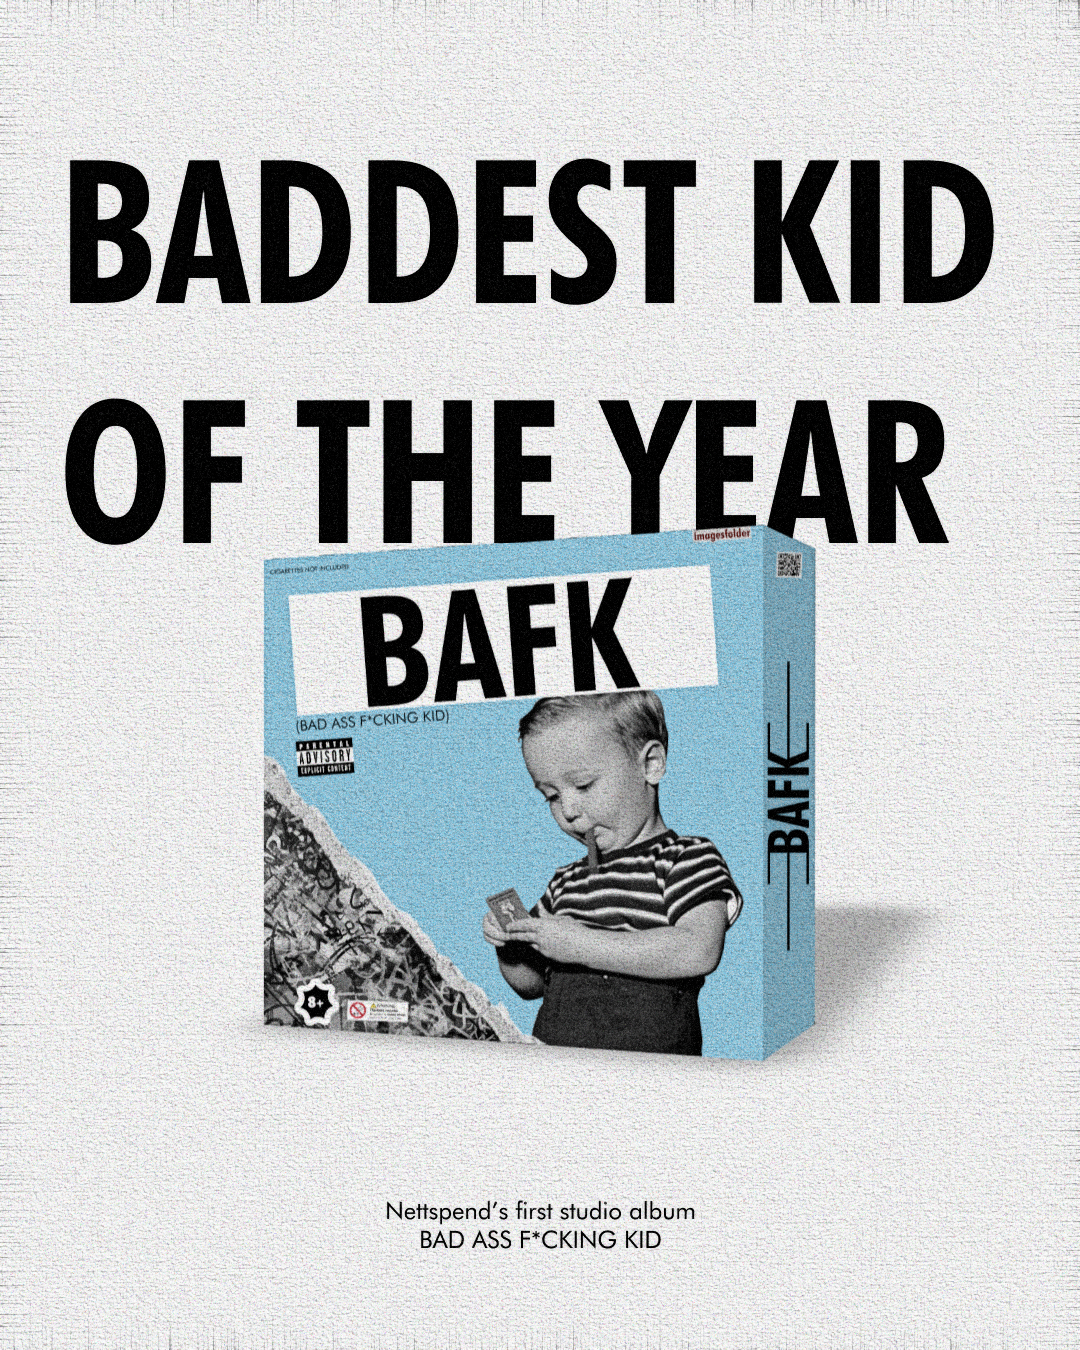 BADDEST KID
OF THE YEAR
imagesfolder
CIGARETTES NOT INCLUDED
BAFK
(BAD ASS F*CKING KID)
PARENTAL
ADVISORY
EXPLICIT CONTENT
BAFK
8+
Nettspend’s first studio album
BAD ASS F*CKING KID